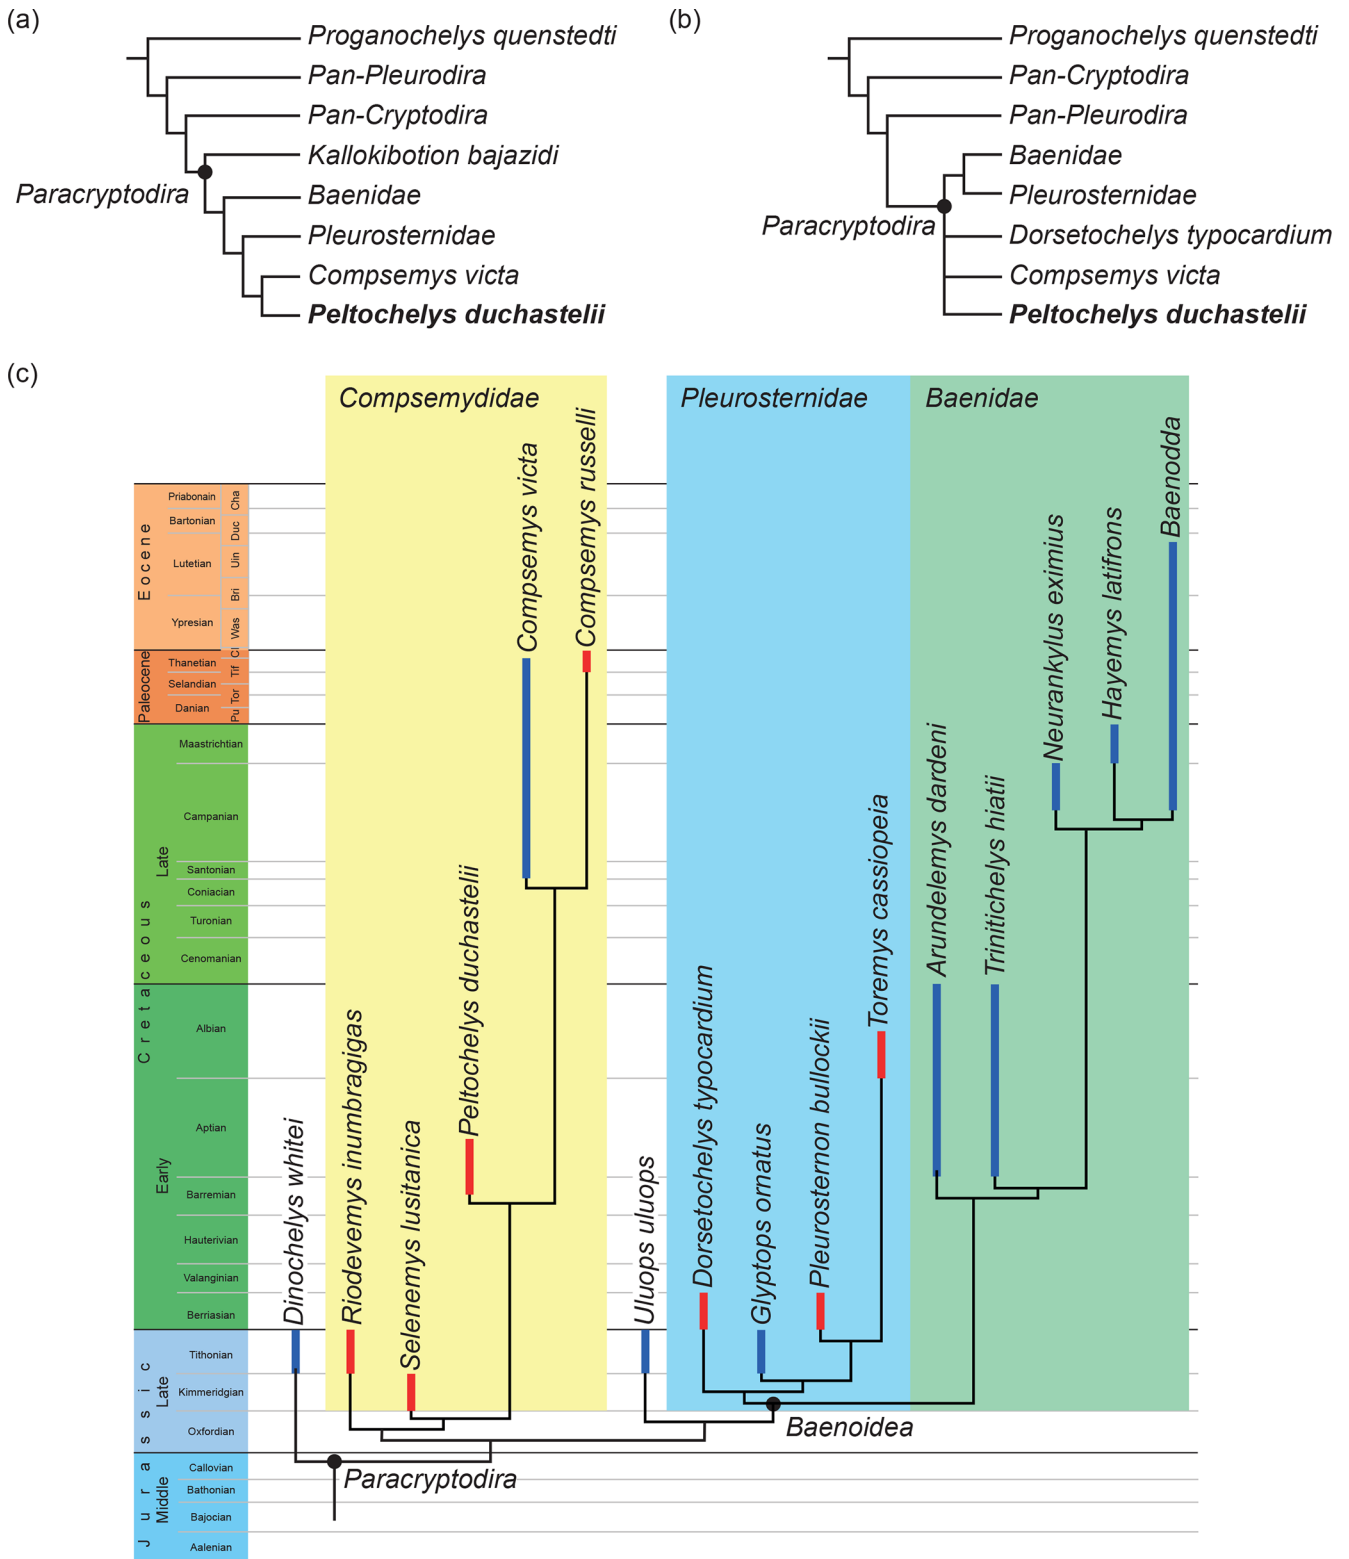 (a)
Proganochelys quenstedti
Pan-Pleurodira
Pan-Cryptodira
Kallokibotion bajazidi
Paracryptodira
Baenidae
Pleurosternidae
Compsemys victa
Peltochelys duchastelii
(b)
Proganochelys quenstedti
Pan-Cryptodira
Pan-Pleurodira
Baenidae
Pleurosternidae
Paracryptodira
Dorsetochelys typocardium
Compsemys victa
Peltochelys duchastelii
(c)
Compsemydidae
Pleurosternidae
Baenidae
Eocene
Priabonain
Bartonian
Lutetian
Ypresian
Cha
Duc
Uin
Bri
Was
Cl
Paleocene
Thanetian
Selandian
Danian
Tif
Tor
Pu
Cretaceous
Late
Maastrichtian
Campanian
Santonian
Coniacian
Turonian
Cenomanian
Early
Albian
Aptian
Barremian
Hauterivian
Valanginian
Berriasian
Jurassic
Late
Tithonian
Kimmeridgian
Oxfordian
Middle
Callovian
Bathonian
Bajocian
Aalenian
Dinochelys whitei
Riodevemys inumbragigas
Selenemys lusitanica
Peltochelys duchastelii
Compsemys victa
Compsemys russelli
Uluops uluops
Dorsetochelys typocardium
Glyptops ornatus
Pleurosternon bullockii
Toremys cassiopeia
Arundelemys dardeni
Trinitichelys hiatii
Neurankylus eximius
Hayemys latifrons
Baenodda
Baenoidea
Paracryptodira